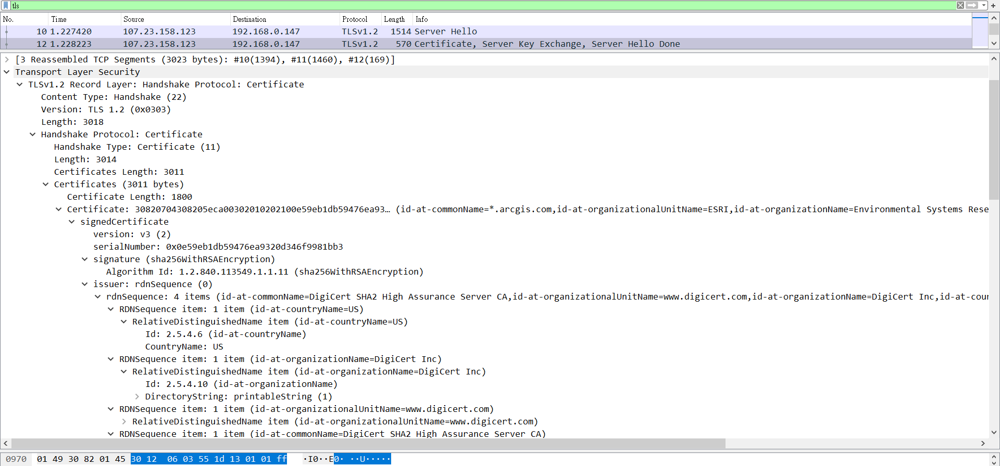 tls
No. Time Source Destination Protocol Length Info
10 1.227420 107.23.158.123 192.168.0.147 TLSv1.2 1514 Server Hello
12 1.228223 107.23.158.123 192.168.0.147 TLSv1.2 570 Certificate, Server Key Exchange, Server Hello Done
[3 Reassembled TCP Segments (3023 bytes): #10(1394), #11(1460), #12(169)]
Transport Layer Security
TLSv1.2 Record Layer: Handshake Protocol: Certificate
Content Type: Handshake (22)
Version: TLS 1.2 (0x0303)
Length: 3018
Handshake Protocol: Certificate
Handshake Type: Certificate (11)
Length: 3014
Certificates Length: 3011
Certificates (3011 bytes)
Certificate Length: 1800
Certificate: 30820704308205eca00302010202100e59eb1db59476ea93… (id-at-commonName=*.arcgis.com,id-at-organizationalUnitName=ESRI,id-at-organizationName=Environmental Systems Rese
signedCertificate
version: v3 (2)
serialNumber: 0x0e59eb1db59476ea9320d346f9981bb3
signature (sha256WithRSAEncryption)
Algorithm Id: 1.2.840.113549.1.1.11 (sha256WithRSAEncryption)
issuer: rdnSequence (0)
rdnSequence: 4 items (id-at-commonName=DigiCert SHA2 High Assurance Server CA,id-at-organizationalUnitName=www.digicert.com,id-at-organizationName=DigiCert Inc,id-at-cou
RDNSequence item: 1 item (id-at-countryName=US)
RelativeDistinguishedName item (id-at-countryName=US)
Id: 2.5.4.6 (id-at-countryName)
CountryName: US
RDNSequence item: 1 item (id-at-organizationName=DigiCert Inc)
RelativeDistinguishedName item (id-at-organizationName=DigiCert Inc)
Id: 2.5.4.10 (id-at-organizationName)
DirectoryString: printableString (1)
RDNSequence item: 1 item (id-at-organizationalUnitName=www.digicert.com)
RelativeDistinguishedName item (id-at-organizationalUnitName=www.digicert.com)
RDNSequence item: 1 item (id-at-commonName=DigiCert SHA2 High Assurance Server CA)
0970 01 49 30 82 01 45 30 12 06 03 55 1d 13 01 01 ff ·I0··E0· ··U·····